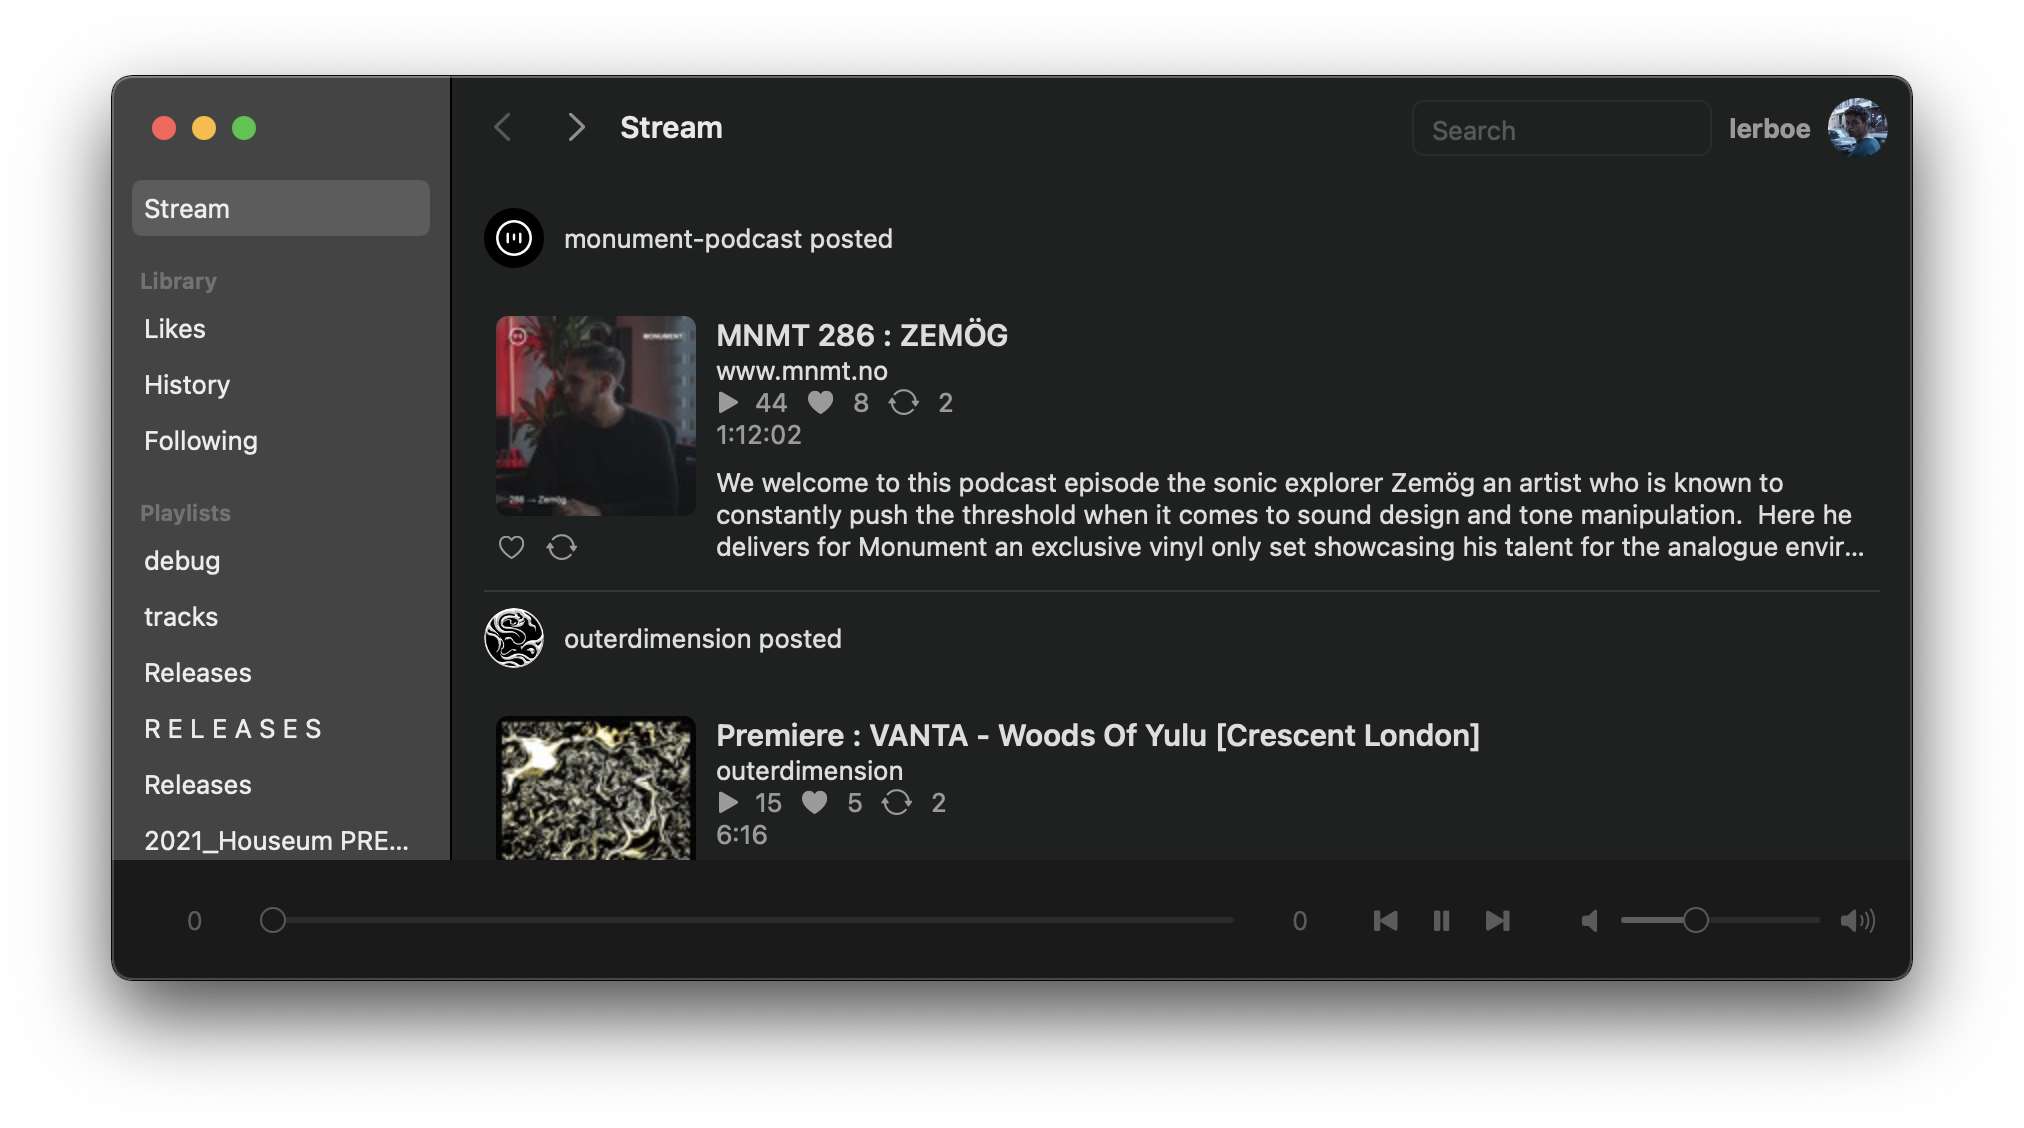 Stream
Library
Likes
History
Following
Playlists
debug
tracks
Releases
R E L E A S E S
Releases
2021_Houseum PRE...
Stream
Search
lerboe
monument-podcast posted
MONUMENT
286 — Zemög
MNMT 286 : ZEMÖG
www.mnmt.no
44 8 2
1:12:02
We welcome to this podcast episode the sonic explorer Zemög an artist who is known to
constantly push the threshold when it comes to sound design and tone manipulation.  Here he
delivers for Monument an exclusive vinyl only set showcasing his talent for the analogue envir...
outerdimension posted
Premiere : VANTA - Woods Of Yulu [Crescent London]
outerdimension
15 5 2
6:16
0
0